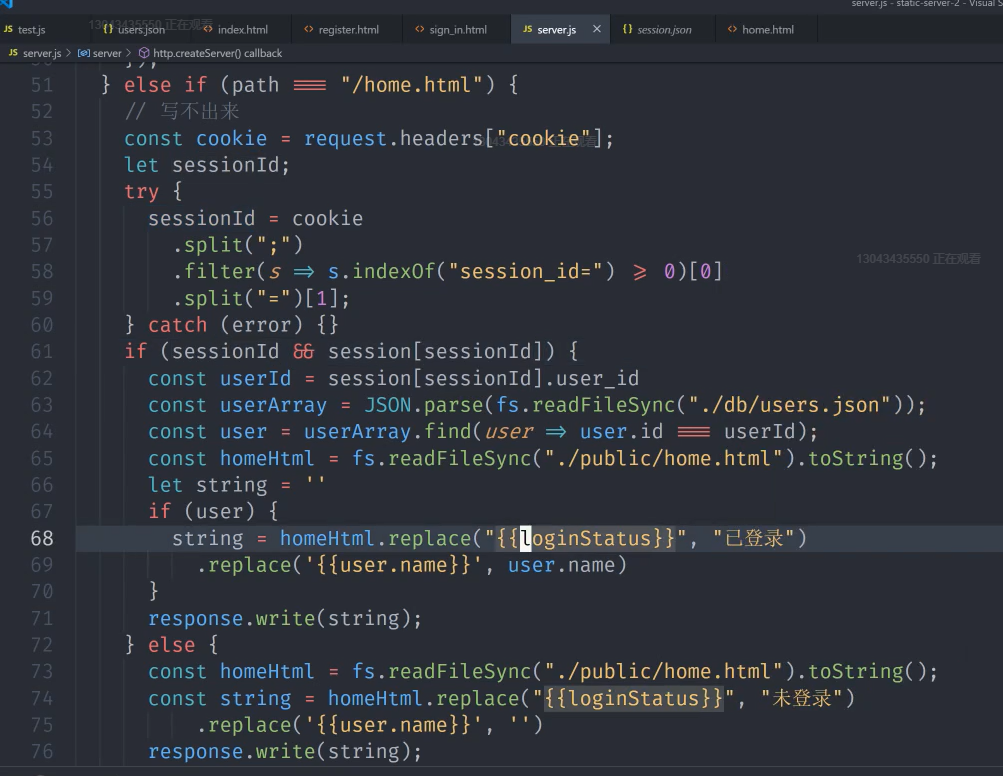 server.js - static-server-2 - Visual S
JS test.js {} users.json <> index.html <> register.html <> sign_in.html JS server.js × {} session.json <> home.html
13043435550 正在观看
JS server.js > server > http.createServer() callback
50 });
51 } else if (path === "/home.html") {
52 // 写不出来
53 const cookie = request.headers["cookie"];
54 let sessionId;
55 try {
56 sessionId = cookie
57 .split(";")
58 .filter(s => s.indexOf("session_id=") >= 0)[0]
13043435550 正在观看
59 .split("=")[1];
60 } catch (error) {}
61 if (sessionId && session[sessionId]) {
62 const userId = session[sessionId].user_id
63 const userArray = JSON.parse(fs.readFileSync("./db/users.json"));
64 const user = userArray.find(user => user.id === userId);
65 const homeHtml = fs.readFileSync("./public/home.html").toString();
66 let string = ''
67 if (user) {
68 string = homeHtml.replace("{{loginStatus}}", "已登录")
69 .replace('{{user.name}}', user.name)
70 }
71 response.write(string);
72 } else {
73 const homeHtml = fs.readFileSync("./public/home.html").toString();
74 const string = homeHtml.replace("{{loginStatus}}", "未登录")
75 .replace('{{user.name}}', '')
76 response.write(string);